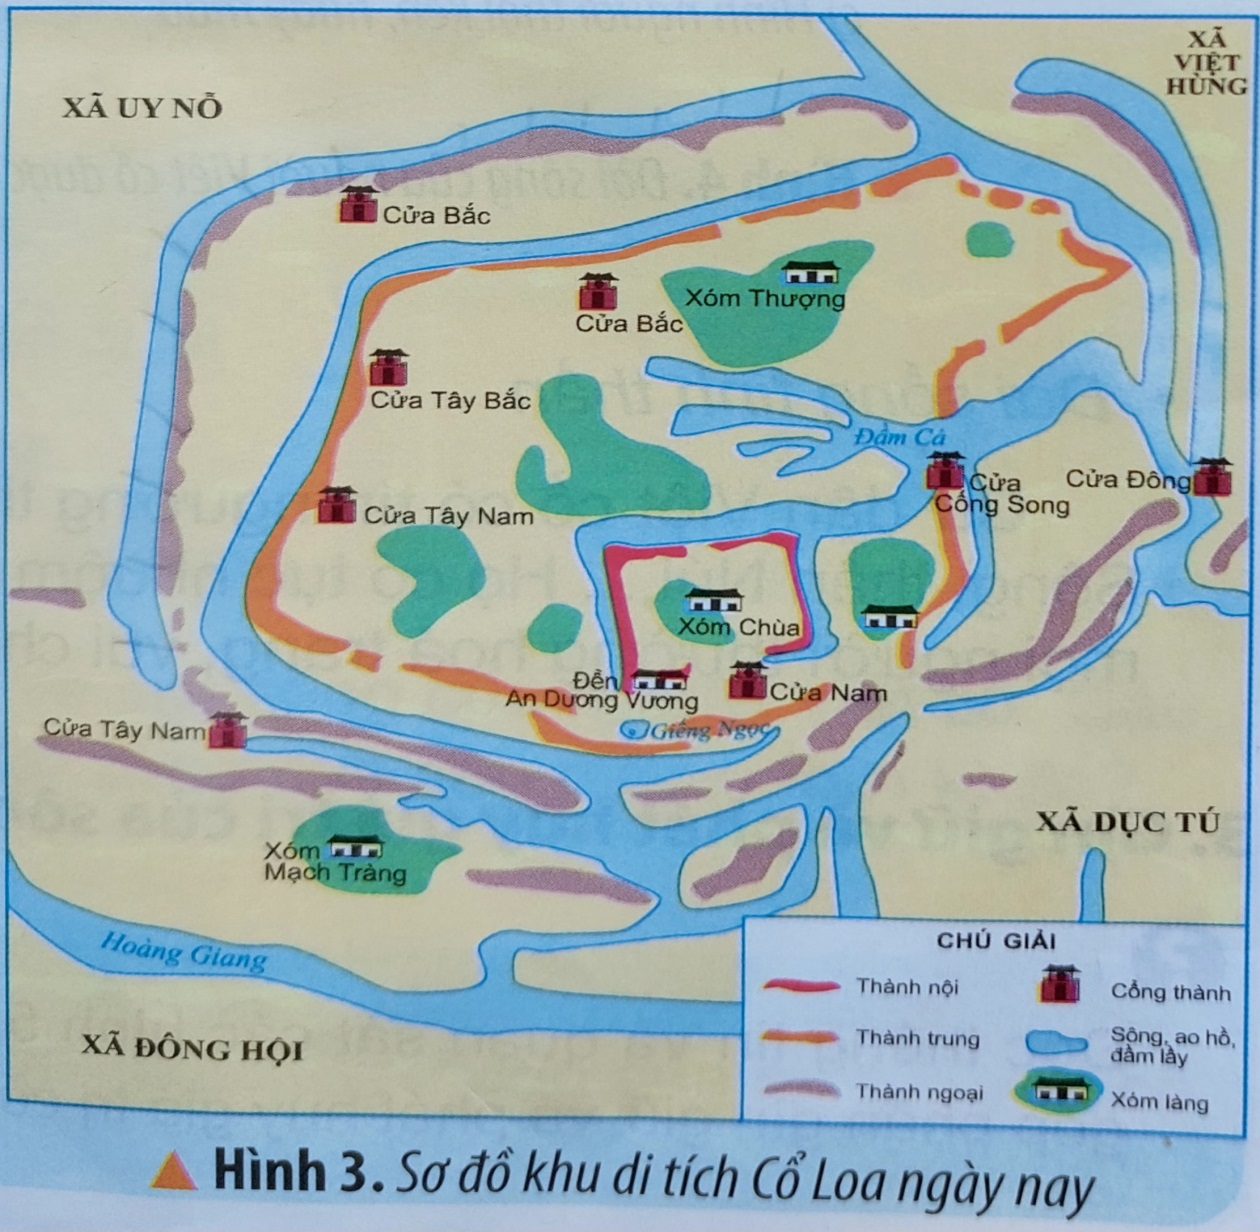 XÃ
VIỆT
HÙNG
XÃ UY NỖ
Cửa Bắc
Xóm Thượng
Cửa Bắc
Cửa Tây Bắc
Đầm Cả
Cửa
Cống Song
Cửa Đông
Cửa Tây Nam
Xóm Chùa
Đền
An Dương Vương
Cửa Nam
Giếng Ngọc
Cửa Tây Nam
XÃ DỤC TÚ
Xóm
Mạch Tràng
Hoàng Giang
XÃ ĐÔNG HỘI
CHÚ GIẢI
Thành nội
Cổng thành
Thành trung
Sông, ao hồ,
đầm lầy
Thành ngoại
Xóm làng
Hình 3. Sơ đồ khu di tích Cổ Loa ngày nay